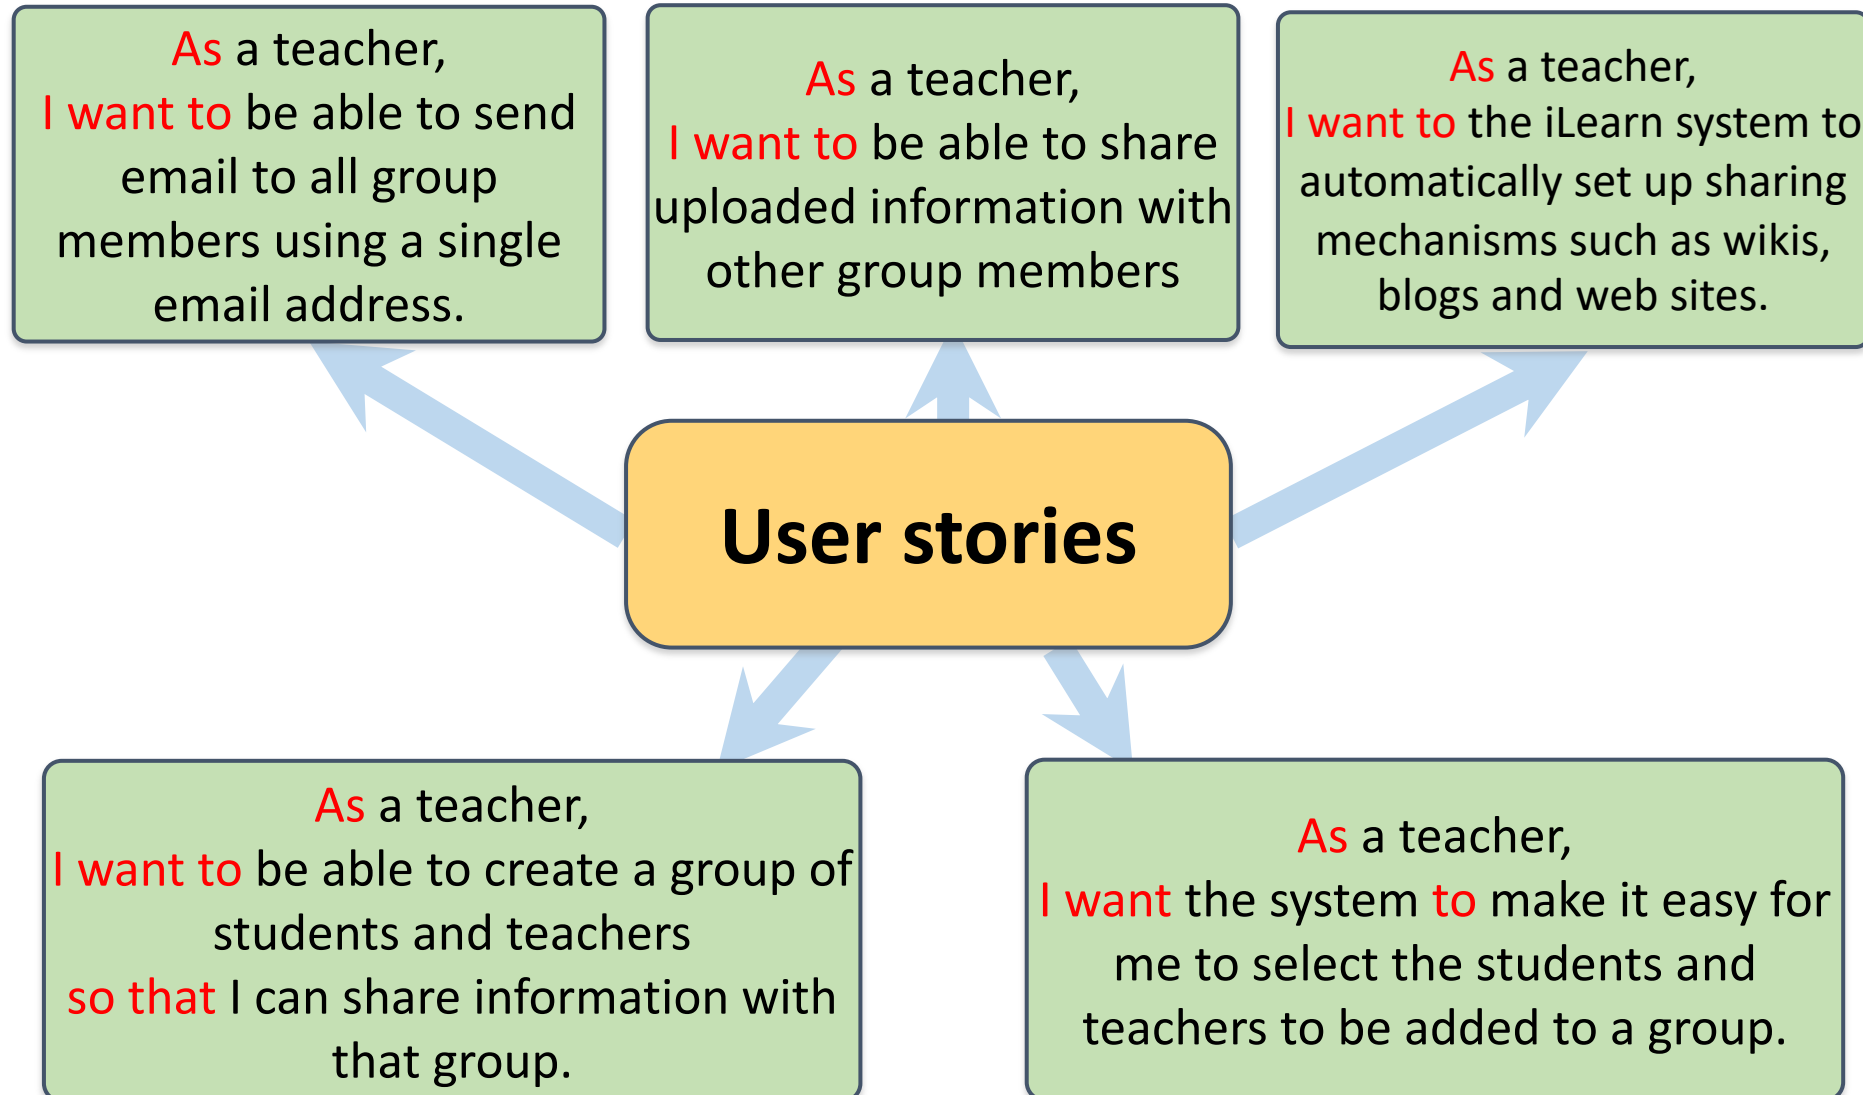 As a teacher,
I want to be able to send
email to all group
members using a single
email address.
As a teacher,
I want to be able to share
uploaded information with
other group members
As a teacher,
I want to the iLearn system to
automatically set up sharing
mechanisms such as wikis,
blogs and web sites.
User stories
As a teacher,
I want to be able to create a group of
students and teachers
so that I can share information with
that group.
As a teacher,
I want the system to make it easy for
me to select the students and
teachers to be added to a group.